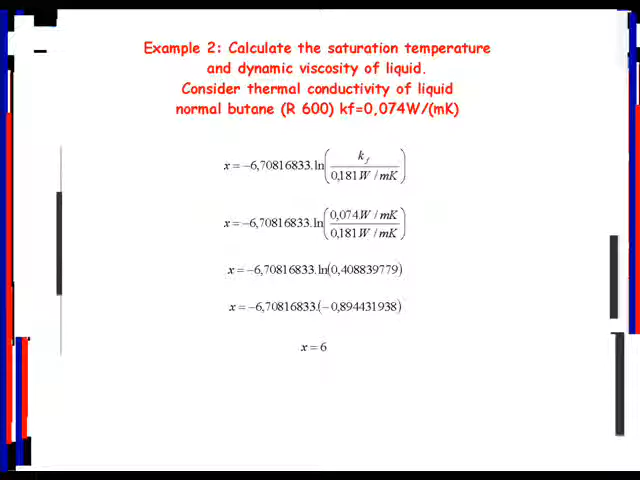 Example 2: Calculate the saturation temperature
and dynamic viscosity of liquid.
Consider thermal conductivity of liquid
normal butane (R 600) kf=0,074W/(mK)
x = −6,70816833.ln(k_f / 0,181.W / mK)
x = −6,70816833.ln(0,074.W / mK / 0,181.W / mK)
x = −6,70816833.ln(0,408839779)
x = −6,70816833.(−0,894431938)
x = 6